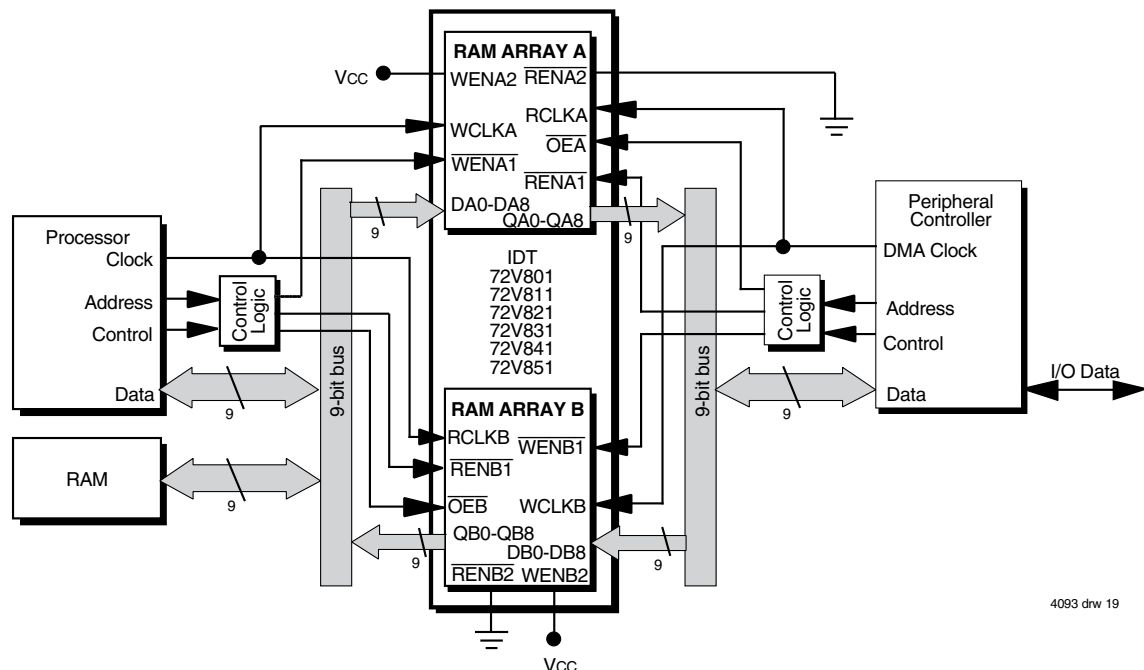 RAM ARRAY A
VCC
WENA2
RENA2
RCLKA
WCLKA
OEA
WENA1
RENA1
DA0-DA8
QA0-QA8
9
9
Processor
Clock
Address
Control
Data
Control
Logic
9
9-bit bus
RAM
9
IDT
72V801
72V811
72V821
72V831
72V841
72V851
9-bit bus
Peripheral
Controller
DMA Clock
Address
Control
Data
Control
Logic
9
I/O Data
RAM ARRAY B
RCLKB
WENB1
RENB1
OEB
WCLKB
QB0-QB8
DB0-DB8
9
9
RENB2
WENB2
VCC
4093 drw 19